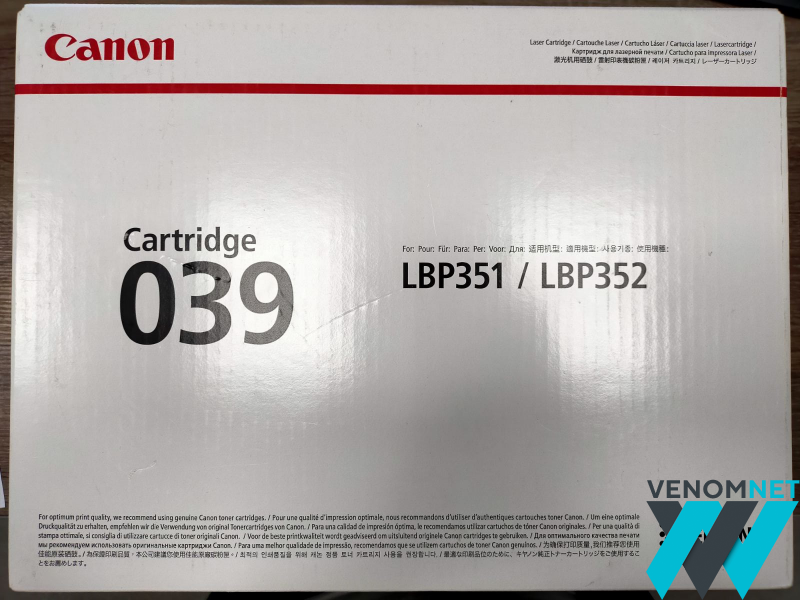 Canon
Laser Cartridge / Cartouche Laser / Cartucho Láser / Cartuccia laser / Lasercartridge /
Картридж для лазерной печати / Cartucho para impressora Laser /
激光机用硒鼓 / 雷射印表機碳粉匣 / 레이저 카트리지 / レーザーカートリッジ
Cartridge
039
For: Pour: Für: Para: Per: Voor: Для: 适用机型: 適用機型: 사용기종: 使用機種:
LBP351 / LBP352
VENOMNET
For optimum print quality, we recommend using genuine Canon toner cartridges. / Pour une qualité d'impression optimale, nous recommandons d'utiliser d'authentiques cartouches toner Canon. / Um eine optimale
Druckqualität zu erhalten, empfehlen wir die Verwendung von original Tonercartridges von Canon. / Para una calidad de impresión óptima, le recomendamos utilizar cartuchos de tóner Canon originales. / Per una qualità di
stampa ottimale, si consiglia di utilizzare cartucce di toner originali Canon. / Voor de beste printkwaliteit wordt geadviseerd om uitsluitend originele Canon cartridges te gebruiken. / Для оптимального качества печати
мы рекомендуем использовать оригинальные картриджи Canon. / Para uma melhor qualidade de impressão, recomendamos que se utilizem cartuchos de toner Canon genuínos. / 为确保打印质量,我们推荐您使用
佳能原装硒鼓。/ 為保證印刷品質,本公司建議您使用佳能原廠碳粉匣。/ 최적의 인쇄품질을 위해 캐논 정품 토너 카트리지 사용을 권장합니다. / 最適な印刷品位のために、キヤノン純正トナーカートリッジをご使用するこ
とをお薦めします。